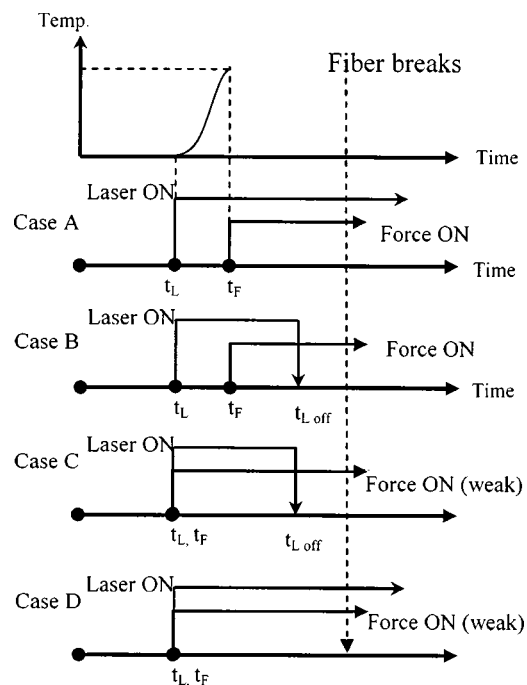 Temp.
Fiber breaks
Time
Laser ON
Case A
Force ON
Time
t_L
t_F
Laser ON
Case B
Force ON
Time
t_L
t_F
t_L off
Laser ON
Case C
Force ON (weak)
t_L, t_F
t_L off
Laser ON
Case D
Force ON (weak)
t_L, t_F